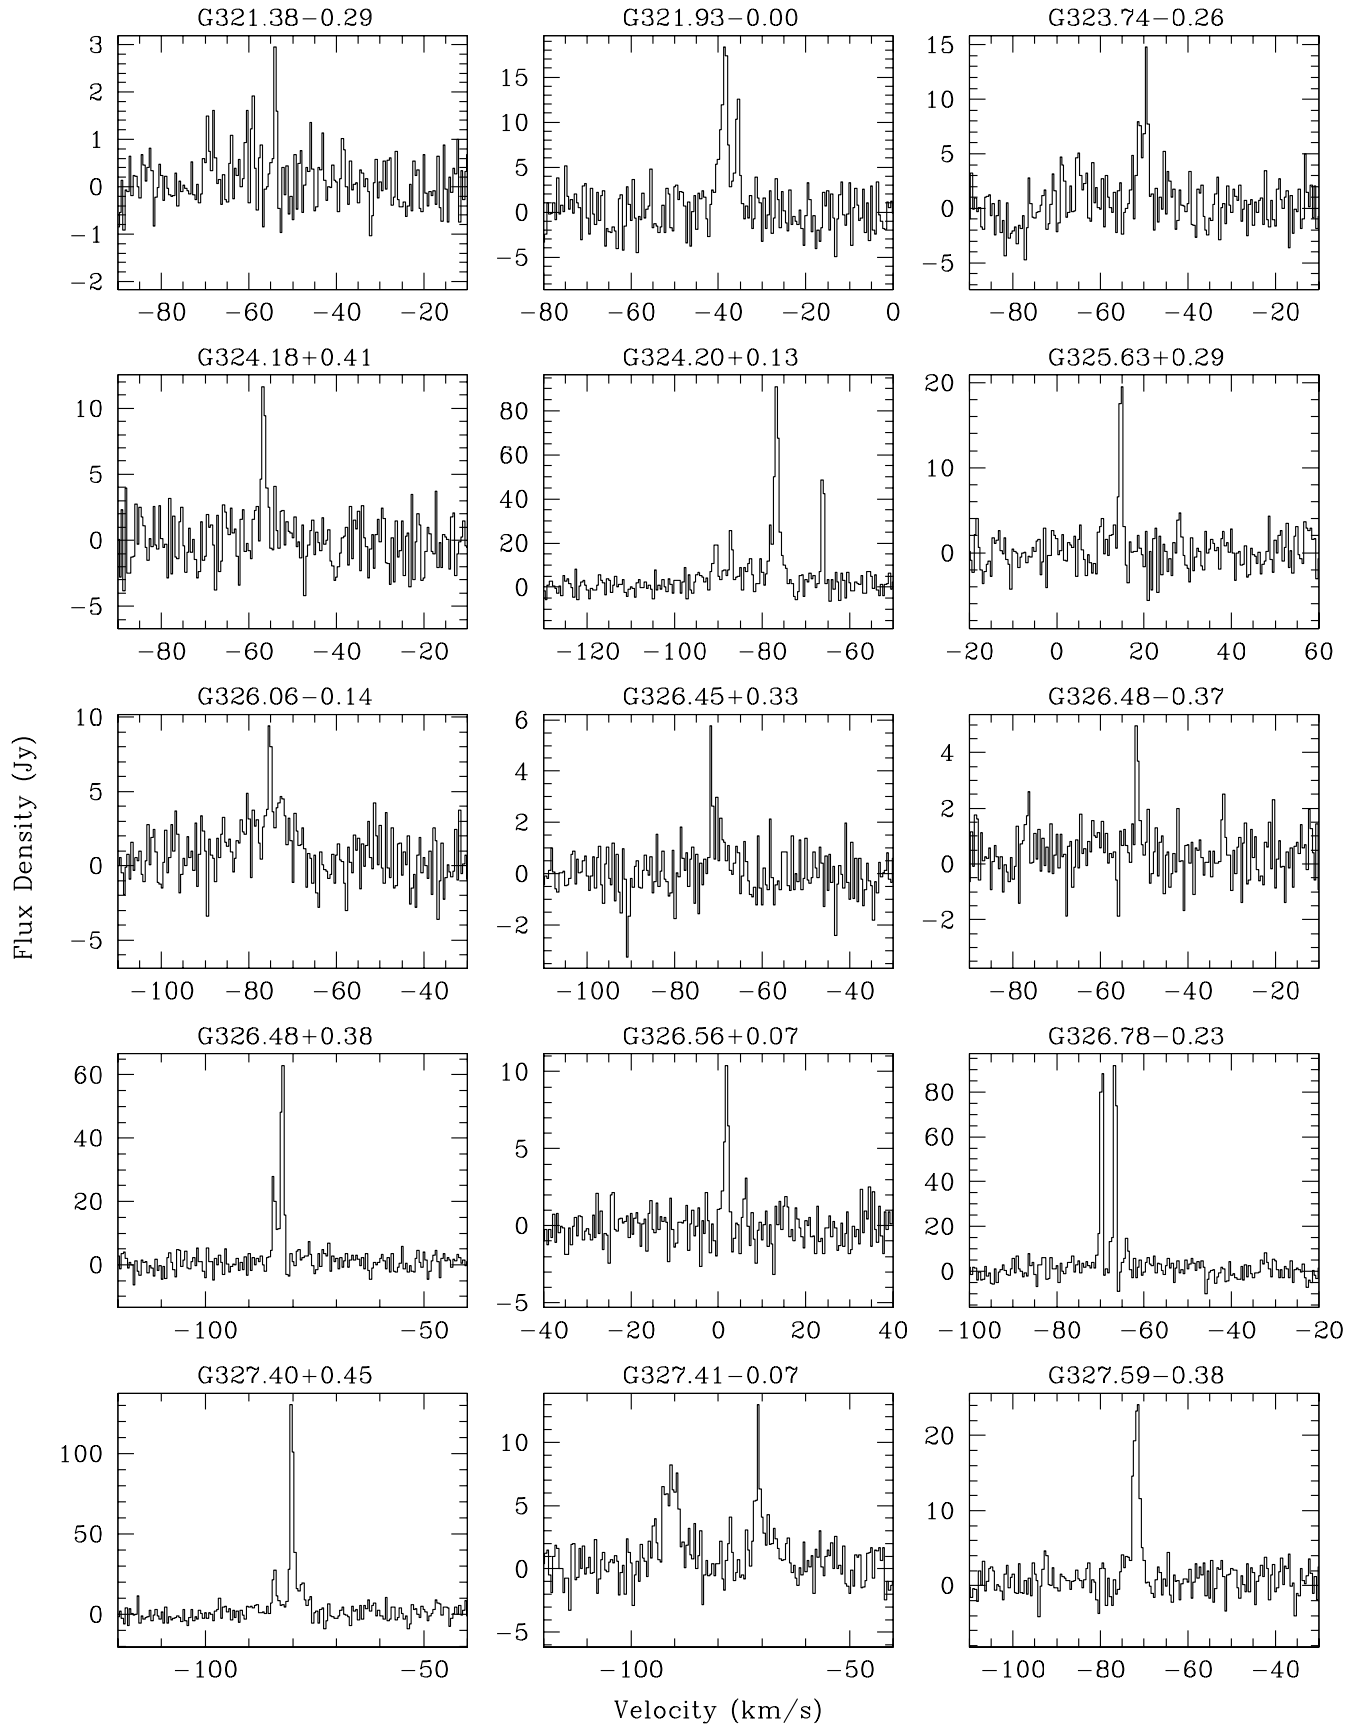 G321.38−0.29 G321.93−0.00 G323.74−0.26
3 2 1 0 −1 −2
15 10 5 0 −5
15 10 5 0 −5
−80 −60 −40 −20
−80 −60 −40 −20 0
−80 −60 −40 −20
G324.18+0.41 G324.20+0.13 G325.63+0.29
10 5 0 −5
80 60 40 20 0
20 10 0
−80 −60 −40 −20
−120 −100 −80 −60
−20 0 20 40 60
G326.06−0.14 G326.45+0.33 G326.48−0.37
10 5 0 −5
6 4 2 0 −2
4 2 0 −2
−100 −80 −60 −40
−100 −80 −60 −40
−80 −60 −40 −20
Flux Density (Jy)
G326.48+0.38 G326.56+0.07 G326.78−0.23
60 40 20 0
10 5 0 −5
80 60 40 20 0
−100 −50
−40 −20 0 20 40
−100 −80 −60 −40 −20
G327.40+0.45 G327.41−0.07 G327.59−0.38
100 50 0
10 5 0 −5
20 10 0
−100 −50
−100 −50
−100 −80 −60 −40
Velocity (km/s)